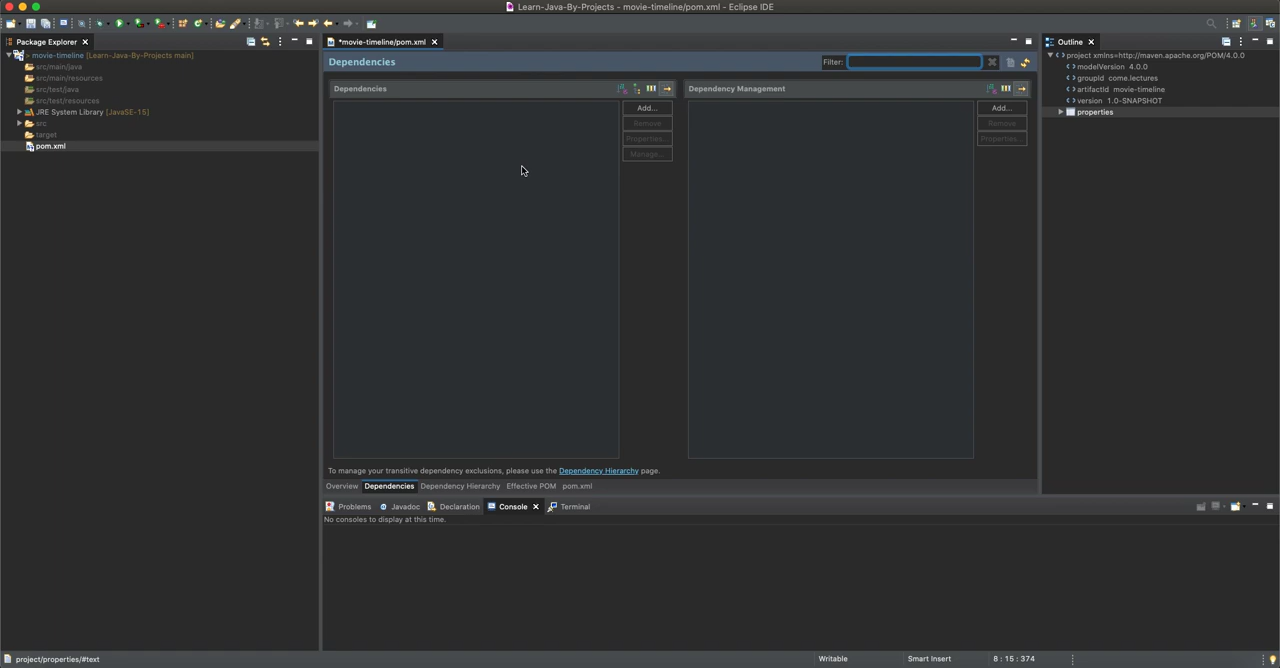 Learn-Java-By-Projects - movie-timeline/pom.xml - Eclipse IDE
Package Explorer
*movie-timeline/pom.xml
Outline
> movie-timeline [Learn-Java-By-Projects main]
src/main/java
src/main/resources
src/test/java
src/test/resources
JRE System Library [JavaSE-15]
src
target
pom.xml
Dependencies
Filter:
Dependencies
Add...
Remove
Properties...
Manage...
Dependency Management
Add...
Remove
Properties...
To manage your transitive dependency exclusions, please use the Dependency Hierarchy page.
Overview Dependencies Dependency Hierarchy Effective POM pom.xml
project xmlns=http://maven.apache.org/POM/4.0.0
modelVersion 4.0.0
groupId come.lectures
artifactId movie-timeline
version 1.0-SNAPSHOT
properties
Problems Javadoc Declaration Console Terminal
No consoles to display at this time.
project/properties/#text
Writable
Smart Insert
8 : 15 : 374